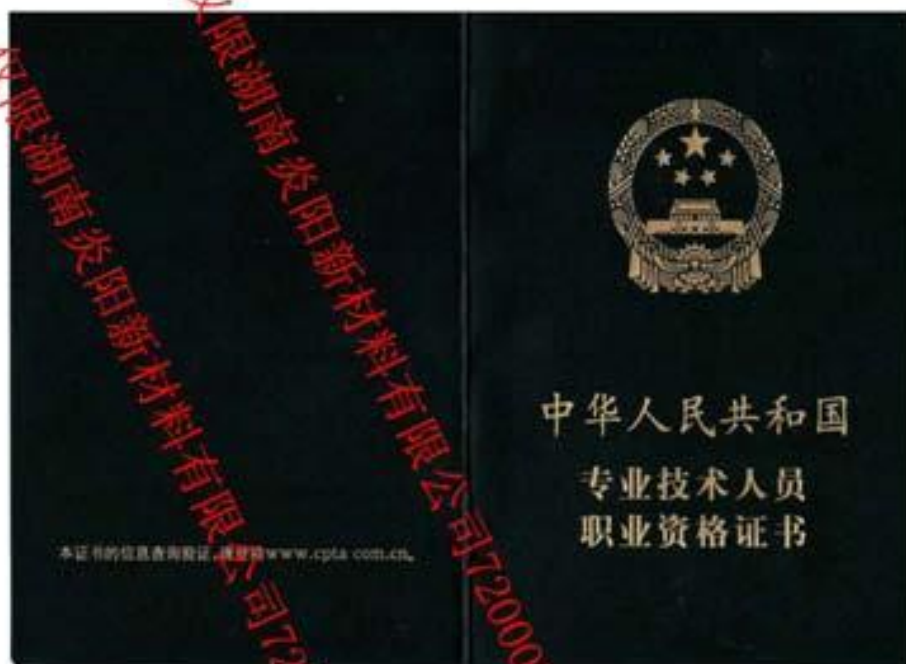 中华人民共和国
专业技术人员
职业资格证书
本证书的信息查询验证,请登陆www.cpta.com.cn。
仅限湖南炎阳新材料有限公司72
仅限湖南炎阳新材料有限公司72000